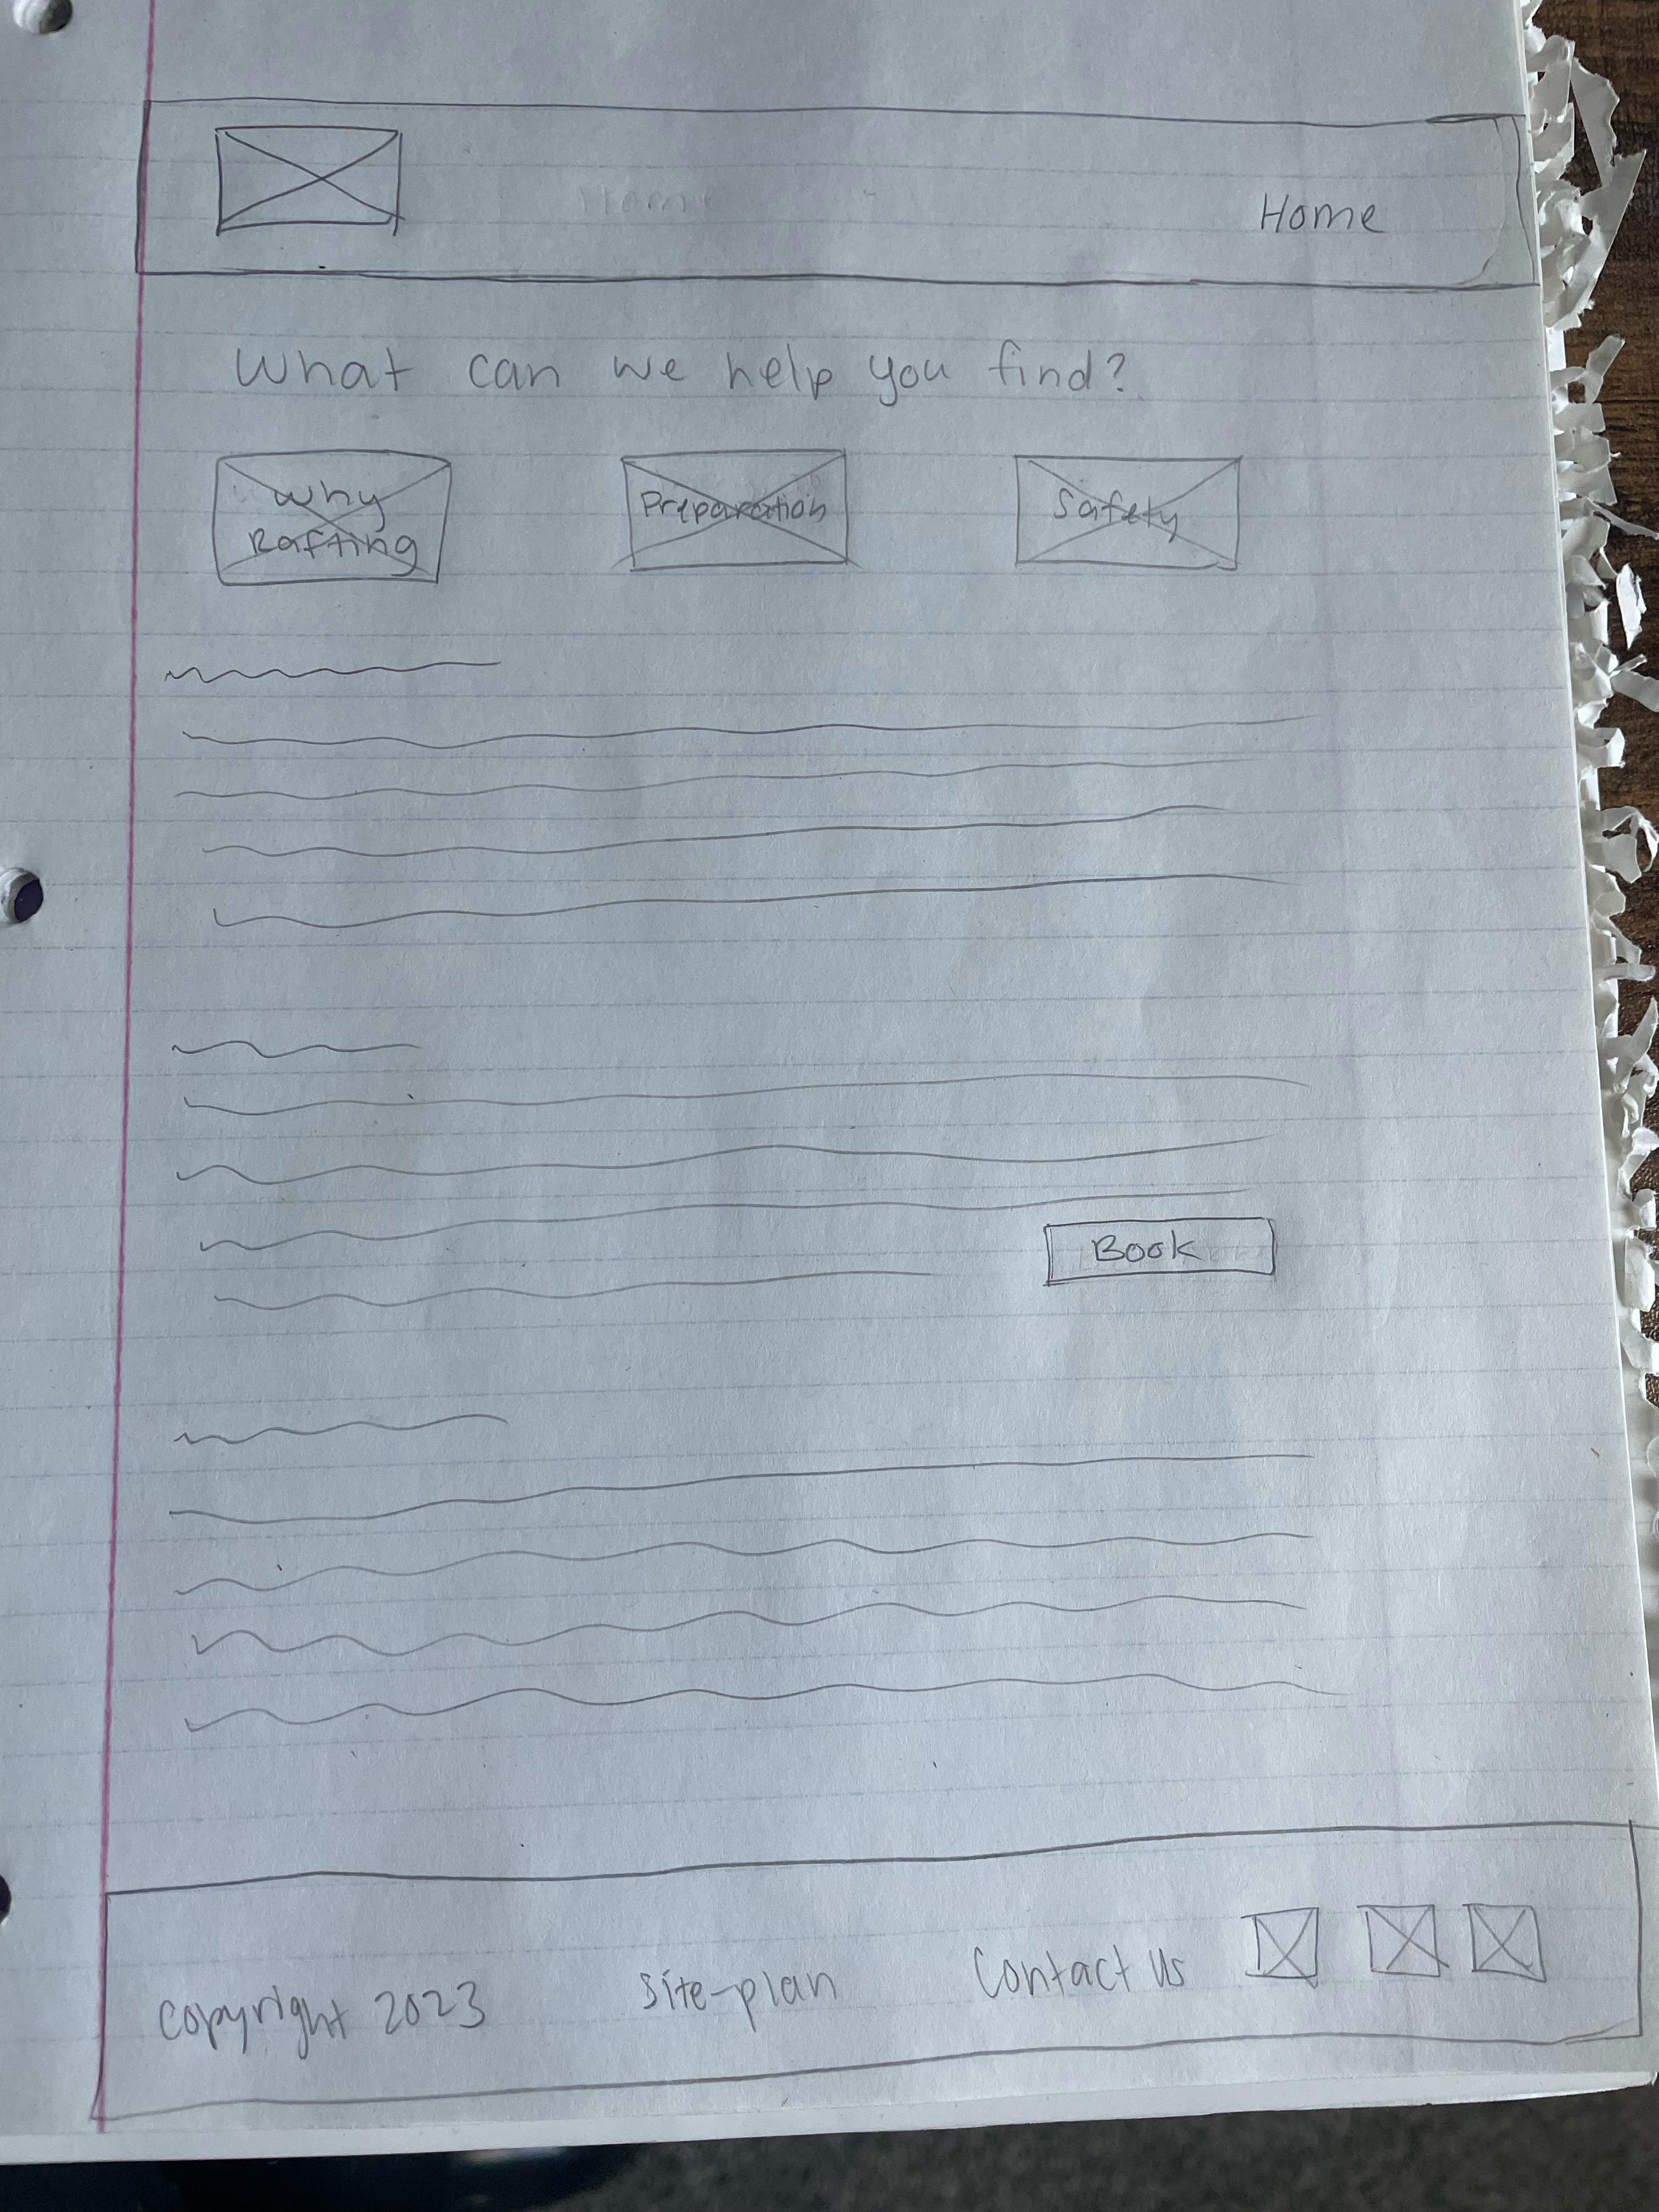 Home
What can we help you find?
Why
Rafting
Preparation
Safety
Book
Copyright 2023
site-plan
Contact Us